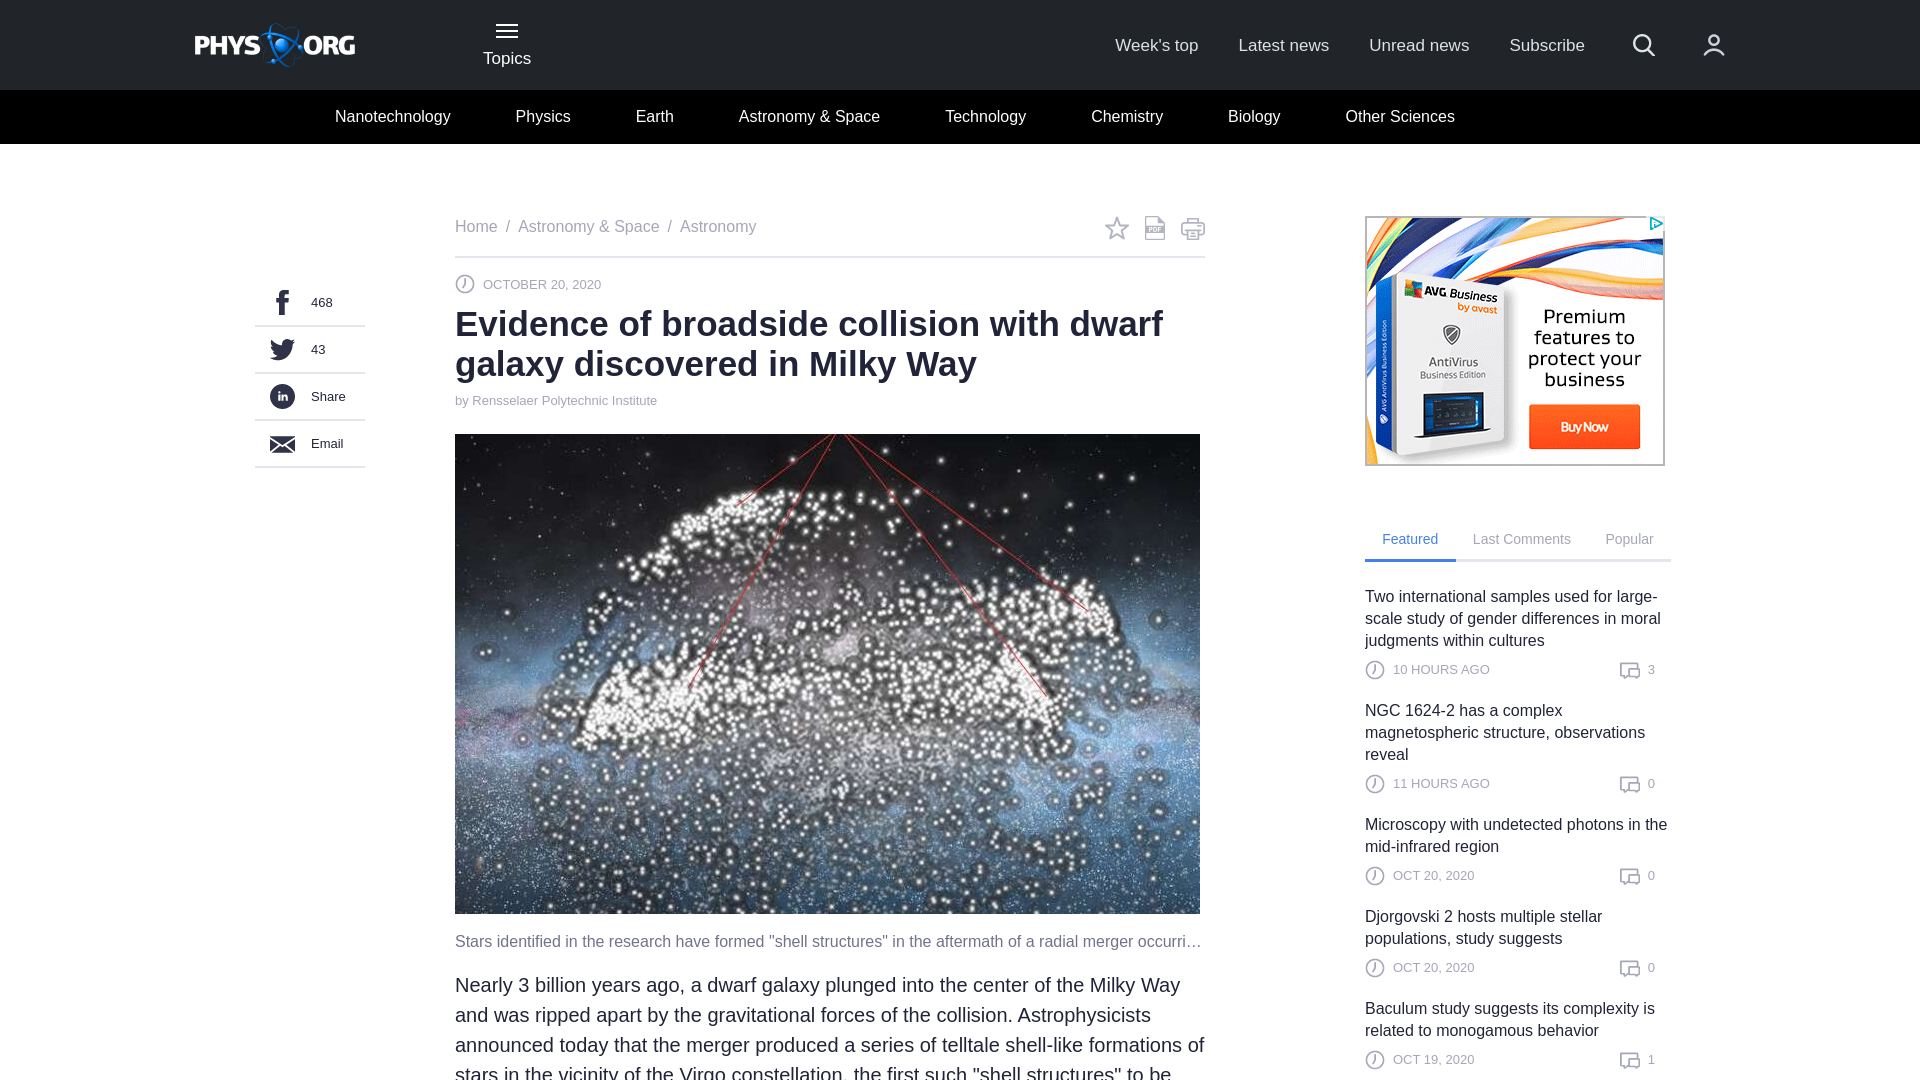 PHYS ORG
Topics
Week's top
Latest news
Unread news
Subscribe
Nanotechnology
Physics
Earth
Astronomy & Space
Technology
Chemistry
Biology
Other Sciences
Home / Astronomy & Space / Astronomy
PDF
OCTOBER 20, 2020
Evidence of broadside collision with dwarf
galaxy discovered in Milky Way
by Rensselaer Polytechnic Institute
468
43
in Share
Email
Stars identified in the research have formed "shell structures" in the aftermath of a radial merger occurri…
Nearly 3 billion years ago, a dwarf galaxy plunged into the center of the Milky Way
and was ripped apart by the gravitational forces of the collision. Astrophysicists
announced today that the merger produced a series of telltale shell-like formations of
stars in the vicinity of the Virgo constellation, the first such "shell structures" to be
AVG Business
by avast
AntiVirus
Business Edition
AVG AntiVirus Business Edition
Premium
features to
protect your
business
Buy Now
Featured
Last Comments
Popular
Two international samples used for large-
scale study of gender differences in moral
judgments within cultures
10 HOURS AGO
3
NGC 1624-2 has a complex
magnetospheric structure, observations
reveal
11 HOURS AGO
0
Microscopy with undetected photons in the
mid-infrared region
OCT 20, 2020
0
Djorgovski 2 hosts multiple stellar
populations, study suggests
OCT 20, 2020
0
Baculum study suggests its complexity is
related to monogamous behavior
OCT 19, 2020
1